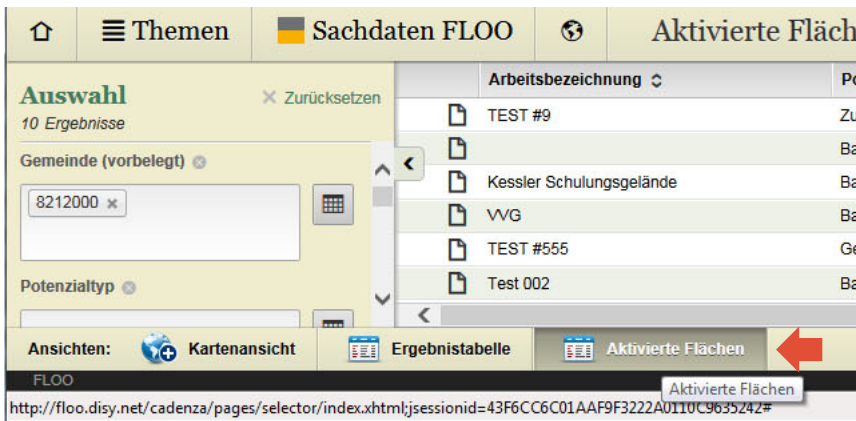 Themen Sachdaten FLOO Aktivierte Fläch
Auswahl × Zurücksetzen
10 Ergebnisse
Gemeinde (vorbelegt)
8212000 ×
Potenzialtyp
Arbeitsbezeichnung Po
TEST #9 Zu
Ba
Kessler Schulungsgelände Ba
VVG Ba
TEST #555 Ge
Test 002 Ba
Ansichten: Kartenansicht Ergebnistabelle Aktivierte Flächen
FLOO
Aktivierte Flächen
http://floo.disy.net/cadenza/pages/selector/index.xhtml;jsessionid=43F6CC6C01AAF9F3222A0110C9635242#